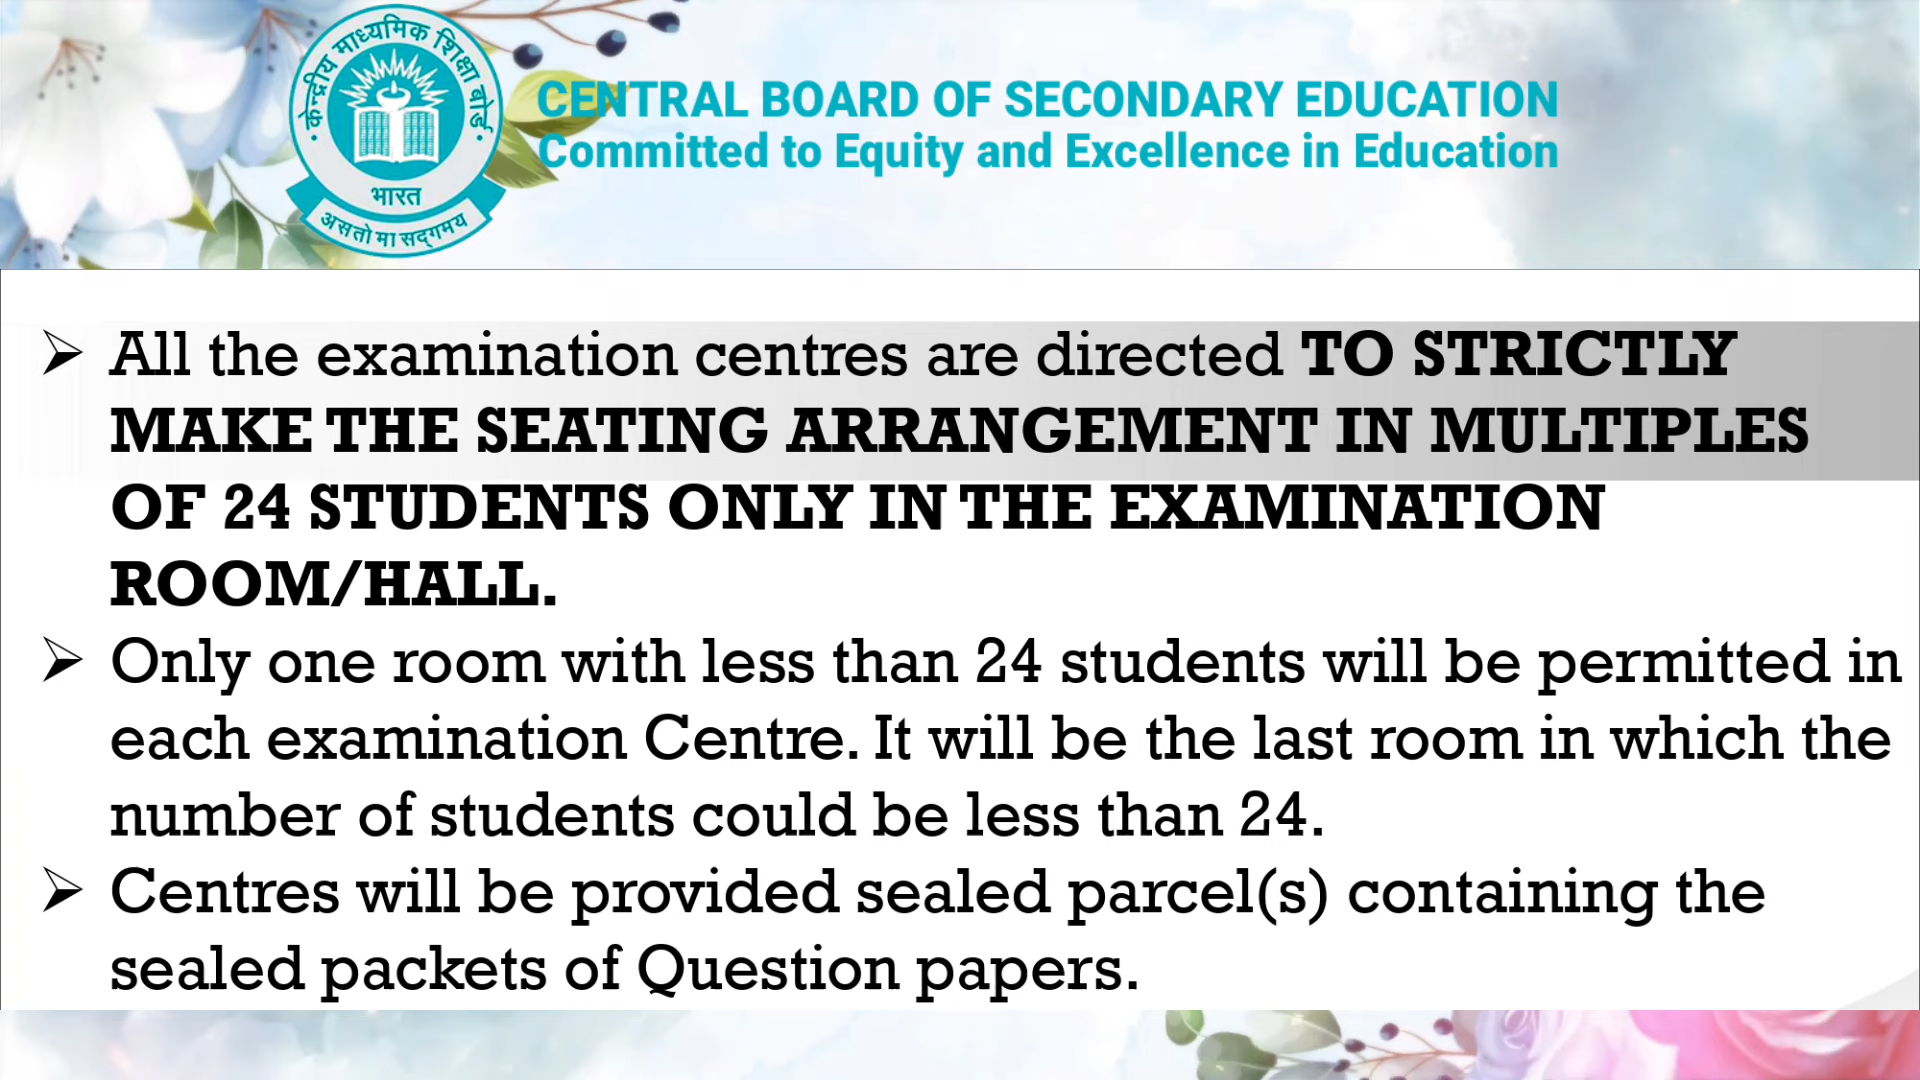 केन्द्रीय माध्यमिक शिक्षा बोर्ड
भारत
असतो मा सद्गमय
CENTRAL BOARD OF SECONDARY EDUCATION
Committed to Equity and Excellence in Education
➢ All the examination centres are directed TO STRICTLY
MAKE THE SEATING ARRANGEMENT IN MULTIPLES
OF 24 STUDENTS ONLY IN THE EXAMINATION
ROOM/HALL.
➢ Only one room with less than 24 students will be permitted in
each examination Centre. It will be the last room in which the
number of students could be less than 24.
➢ Centres will be provided sealed parcel(s) containing the
sealed packets of Question papers.